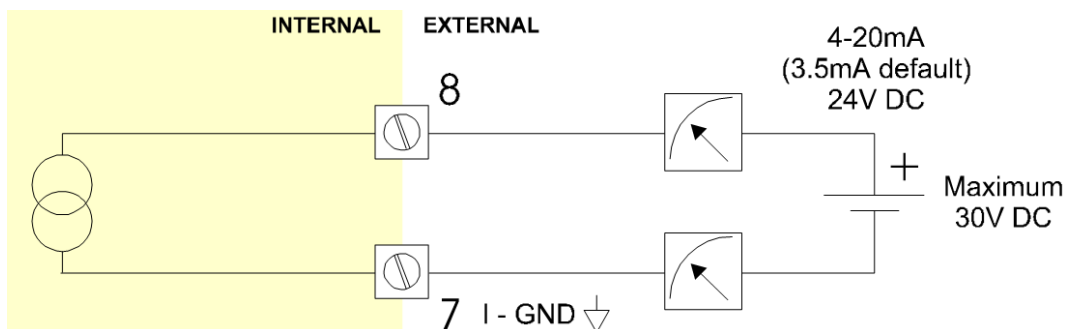 INTERNAL EXTERNAL
4-20mA
(3.5mA default)
24V DC
8
+
Maximum
30V DC
7 I - GND